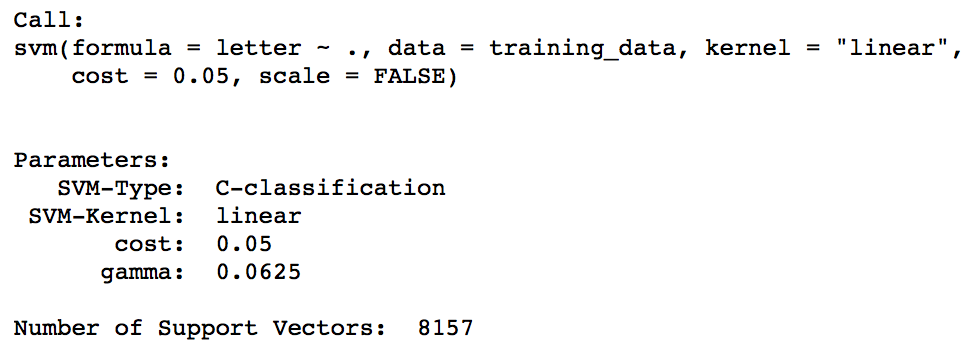 Call:
svm(formula = letter ~ ., data = training_data, kernel = "linear",
    cost = 0.05, scale = FALSE)
Parameters:
   SVM-Type:  C-classification
 SVM-Kernel:  linear
       cost:  0.05
      gamma:  0.0625
Number of Support Vectors:  8157